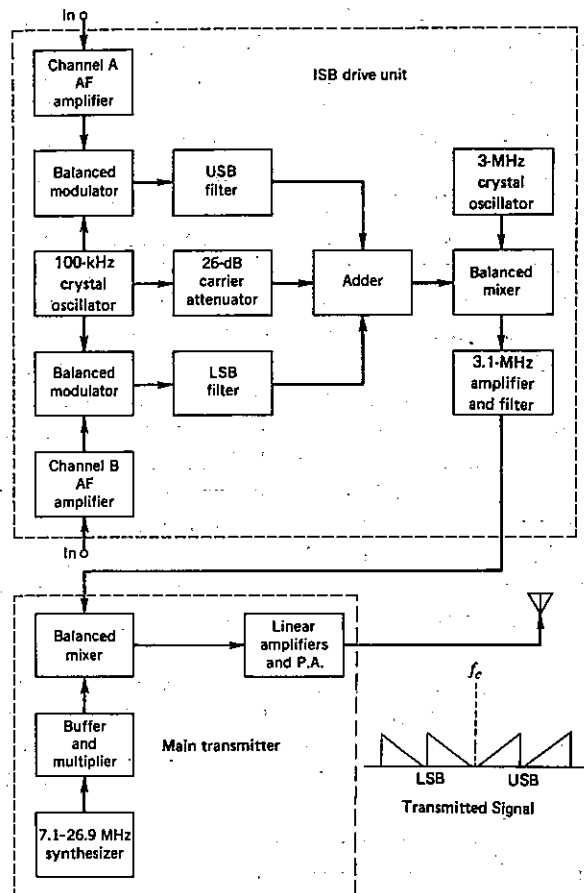 In
Channel A
AF
amplifier
ISB drive unit
Balanced
modulator
USB
filter
3-MHz
crystal
oscillator
100-kHz
crystal
oscillator
26-dB
carrier
attenuator
Adder
Balanced
mixer
Balanced
modulator
LSB
filter
3.1-MHz
amplifier
and filter
Channel B
AF
amplifier
In
Balanced
mixer
Linear
amplifiers
and P.A.
Buffer
and
multiplier
Main transmitter
7.1-26.9 MHz
synthesizer
fc
LSB
USB
Transmitted Signal